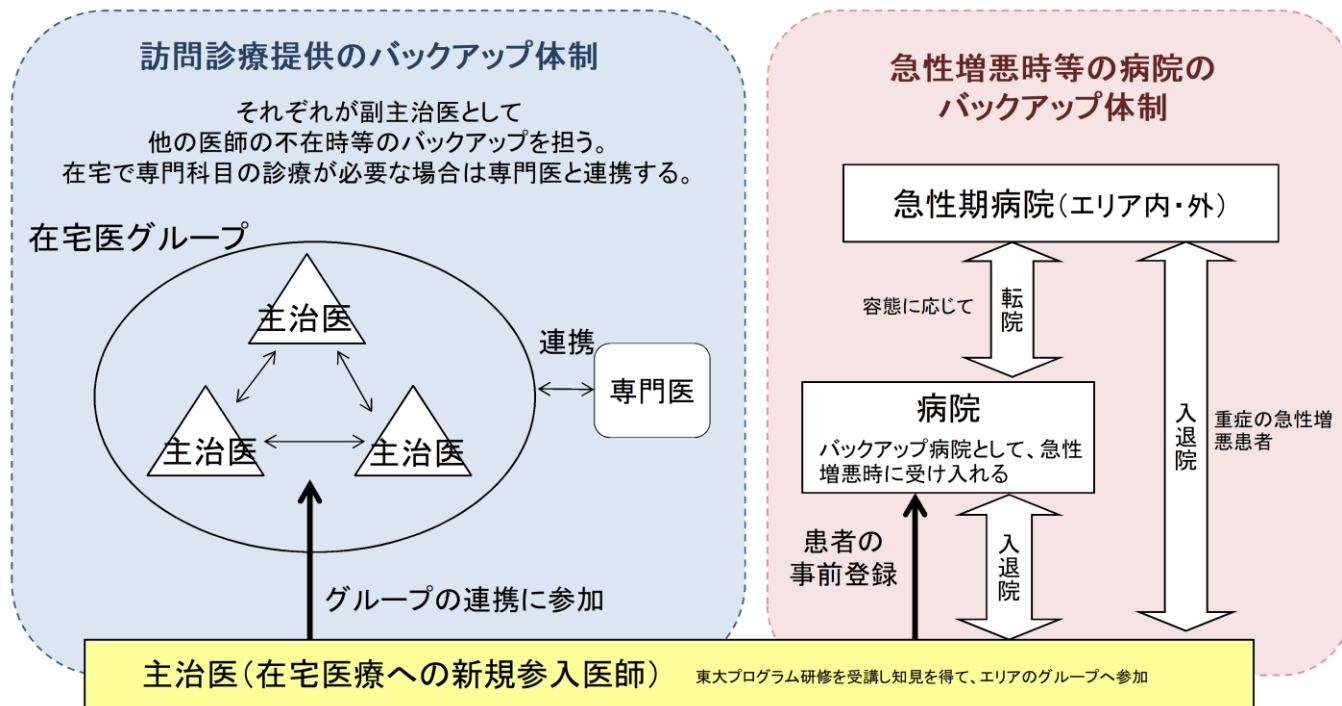 訪問診療提供のバックアップ体制
それぞれが副主治医として
他の医師の不在時等のバックアップを担う。
在宅で専門科目の診療が必要な場合は専門医と連携する。
在宅医グループ
主治医
主治医
主治医
連携
専門医
グループの連携に参加
急性増悪時等の病院の
バックアップ体制
急性期病院(エリア内・外)
容態に応じて
転院
病院
バックアップ病院として、急性
増悪時に受け入れる
入退院
重症の急性増
悪患者
患者の
事前登録
入退院
主治医(在宅医療への新規参入医師)
東大プログラム研修を受講し知見を得て、エリアのグループへ参加